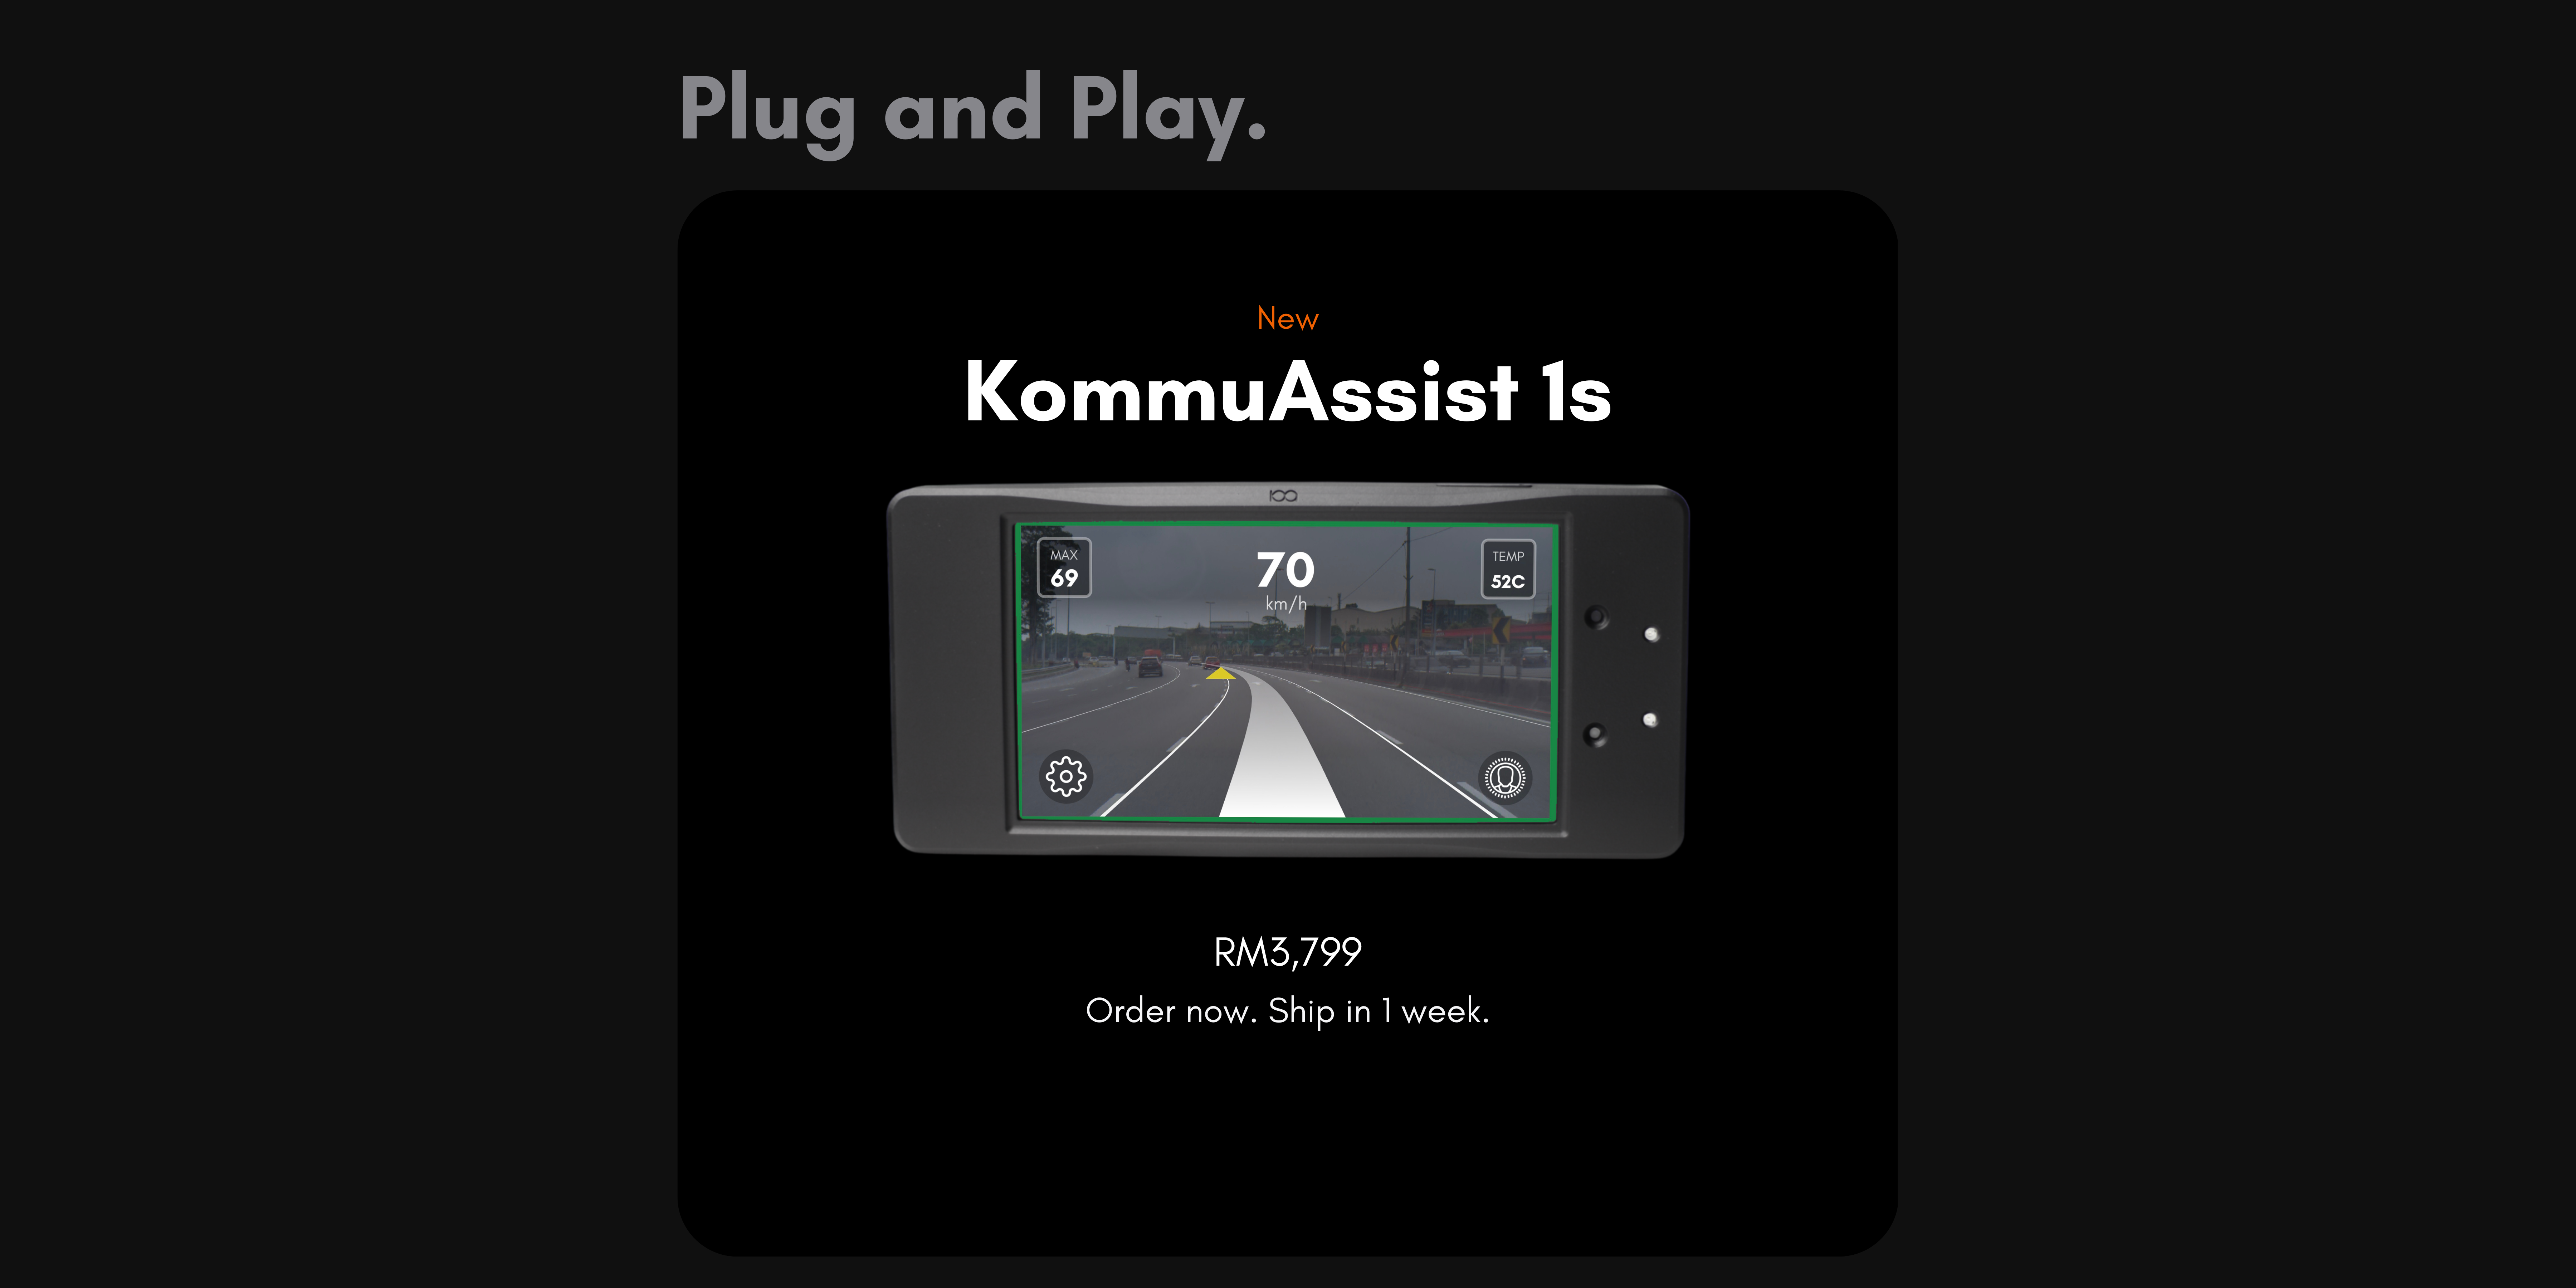 Plug and Play.
New
KommuAssist 1s
MAX
69
70
km/h
TEMP
52C
RM3,799
Order now. Ship in 1 week.